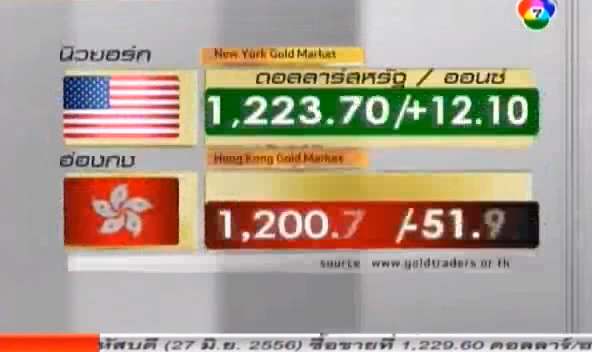 7
นิวยอร์ก New York Gold Market
ดอลลาร์สหรัฐ / ออนซ์
1,223.70/+12.10
ฮ่องกง Hong Kong Gold Market
1,200.7 /-51.9
source www.goldtraders.or.th
(27 มิ.ย. 2556) ซื้อขายที่ 1,229.60 ดอลลาร์/